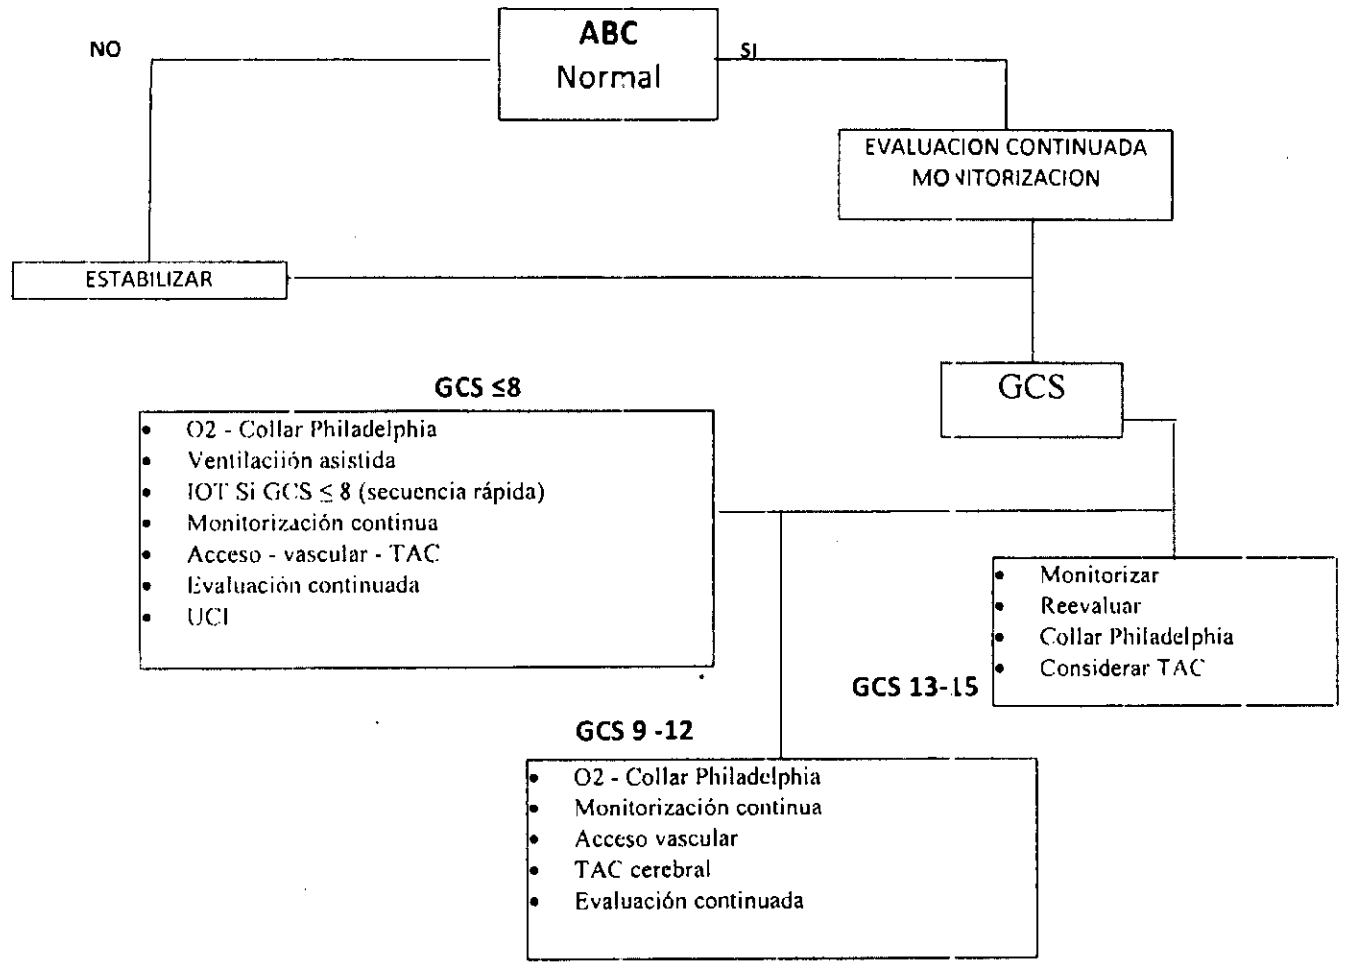 ABC
Normal
NO
SI
EVALUACION CONTINUADA
MONITORIZACION
ESTABILIZAR
GCS
GCS ≤8
• O2 - Collar Philadelphia
• Ventilaciión asistida
• IOT Si GCS ≤ 8 (secuencia rápida)
• Monitorización continua
• Acceso - vascular - TAC
• Evaluación continuada
• UCI
• Monitorizar
• Reevaluar
• Collar Philadelphia
• Considerar TAC
GCS 13-15
GCS 9 -12
• O2 - Collar Philadelphia
• Monitorización continua
• Acceso vascular
• TAC cerebral
• Evaluación continuada